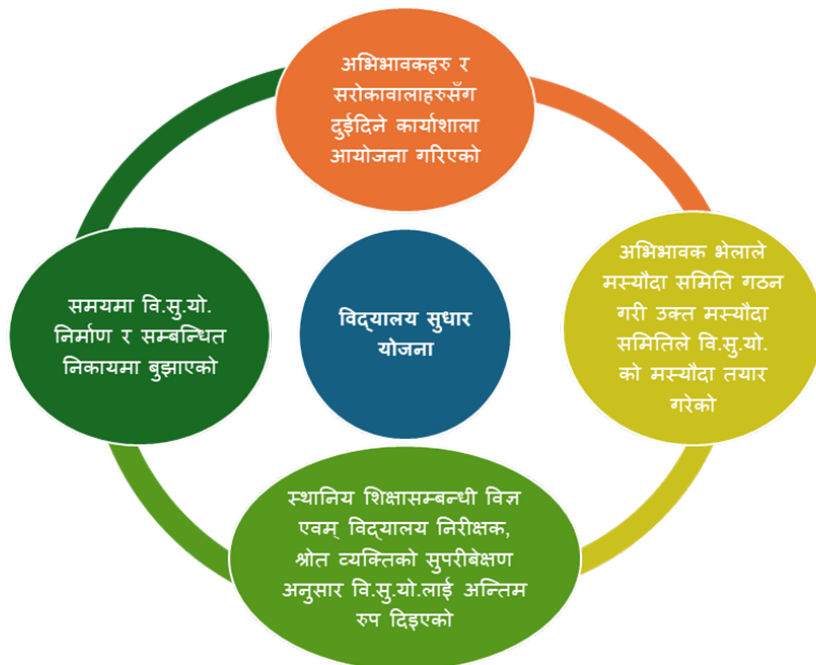 अभिभावकहरु र
सरोकावालाहरुसँग
दुईदिने कार्याशाला
आयोजना गरिएको
अभिभावक भेलाले
मस्यौदा समिति गठन
गरी उक्त मस्यौदा
समितिले वि.सु.यो.
को मस्यौदा तयार
गरेको
स्थानिय शिक्षासम्बन्धी विज्ञ
एवम् विद्यालय निरीक्षक,
श्रोत व्यक्तिको सुपरीबेक्षण
अनुसार वि.सु.यो.लाई अन्तिम
रुप दिइएको
समयमा वि.सु.यो.
निर्माण र सम्बन्धित
निकायमा बुझाएको
विद्यालय सुधार
योजना